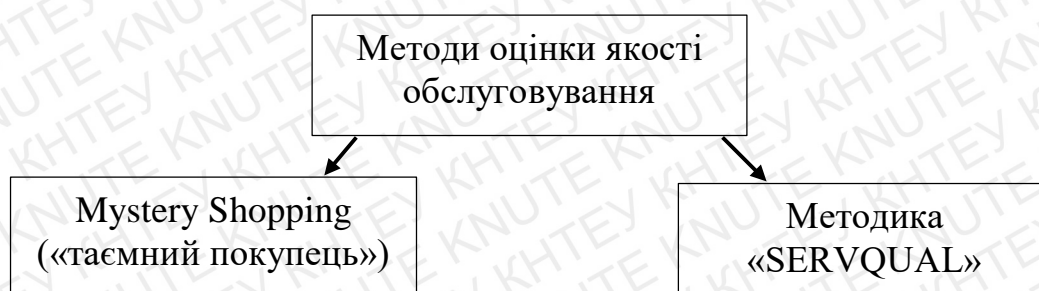 Методи оцінки якості
обслуговування
Mystery Shopping
(«таємний покупець»)
Методика
«SERVQUAL»